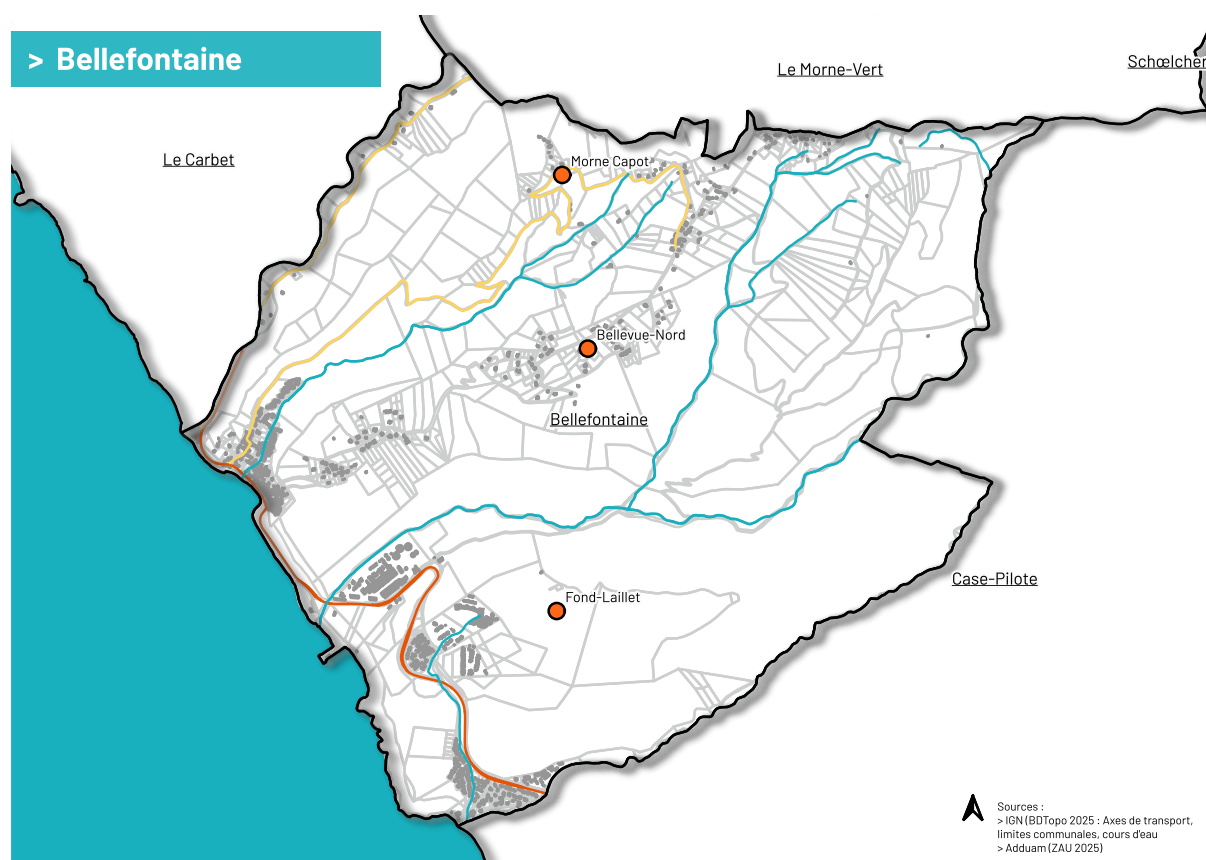 > Bellefontaine
Le Morne-Vert
Schœlcher
Le Carbet
Morne Capot
Bellevue-Nord
Bellefontaine
Case-Pilote
Fond-Laillet
Sources :
> IGN (BDTopo 2025 : Axes de transport,
limites communales, cours d'eau
> Adduam (ZAU 2025)